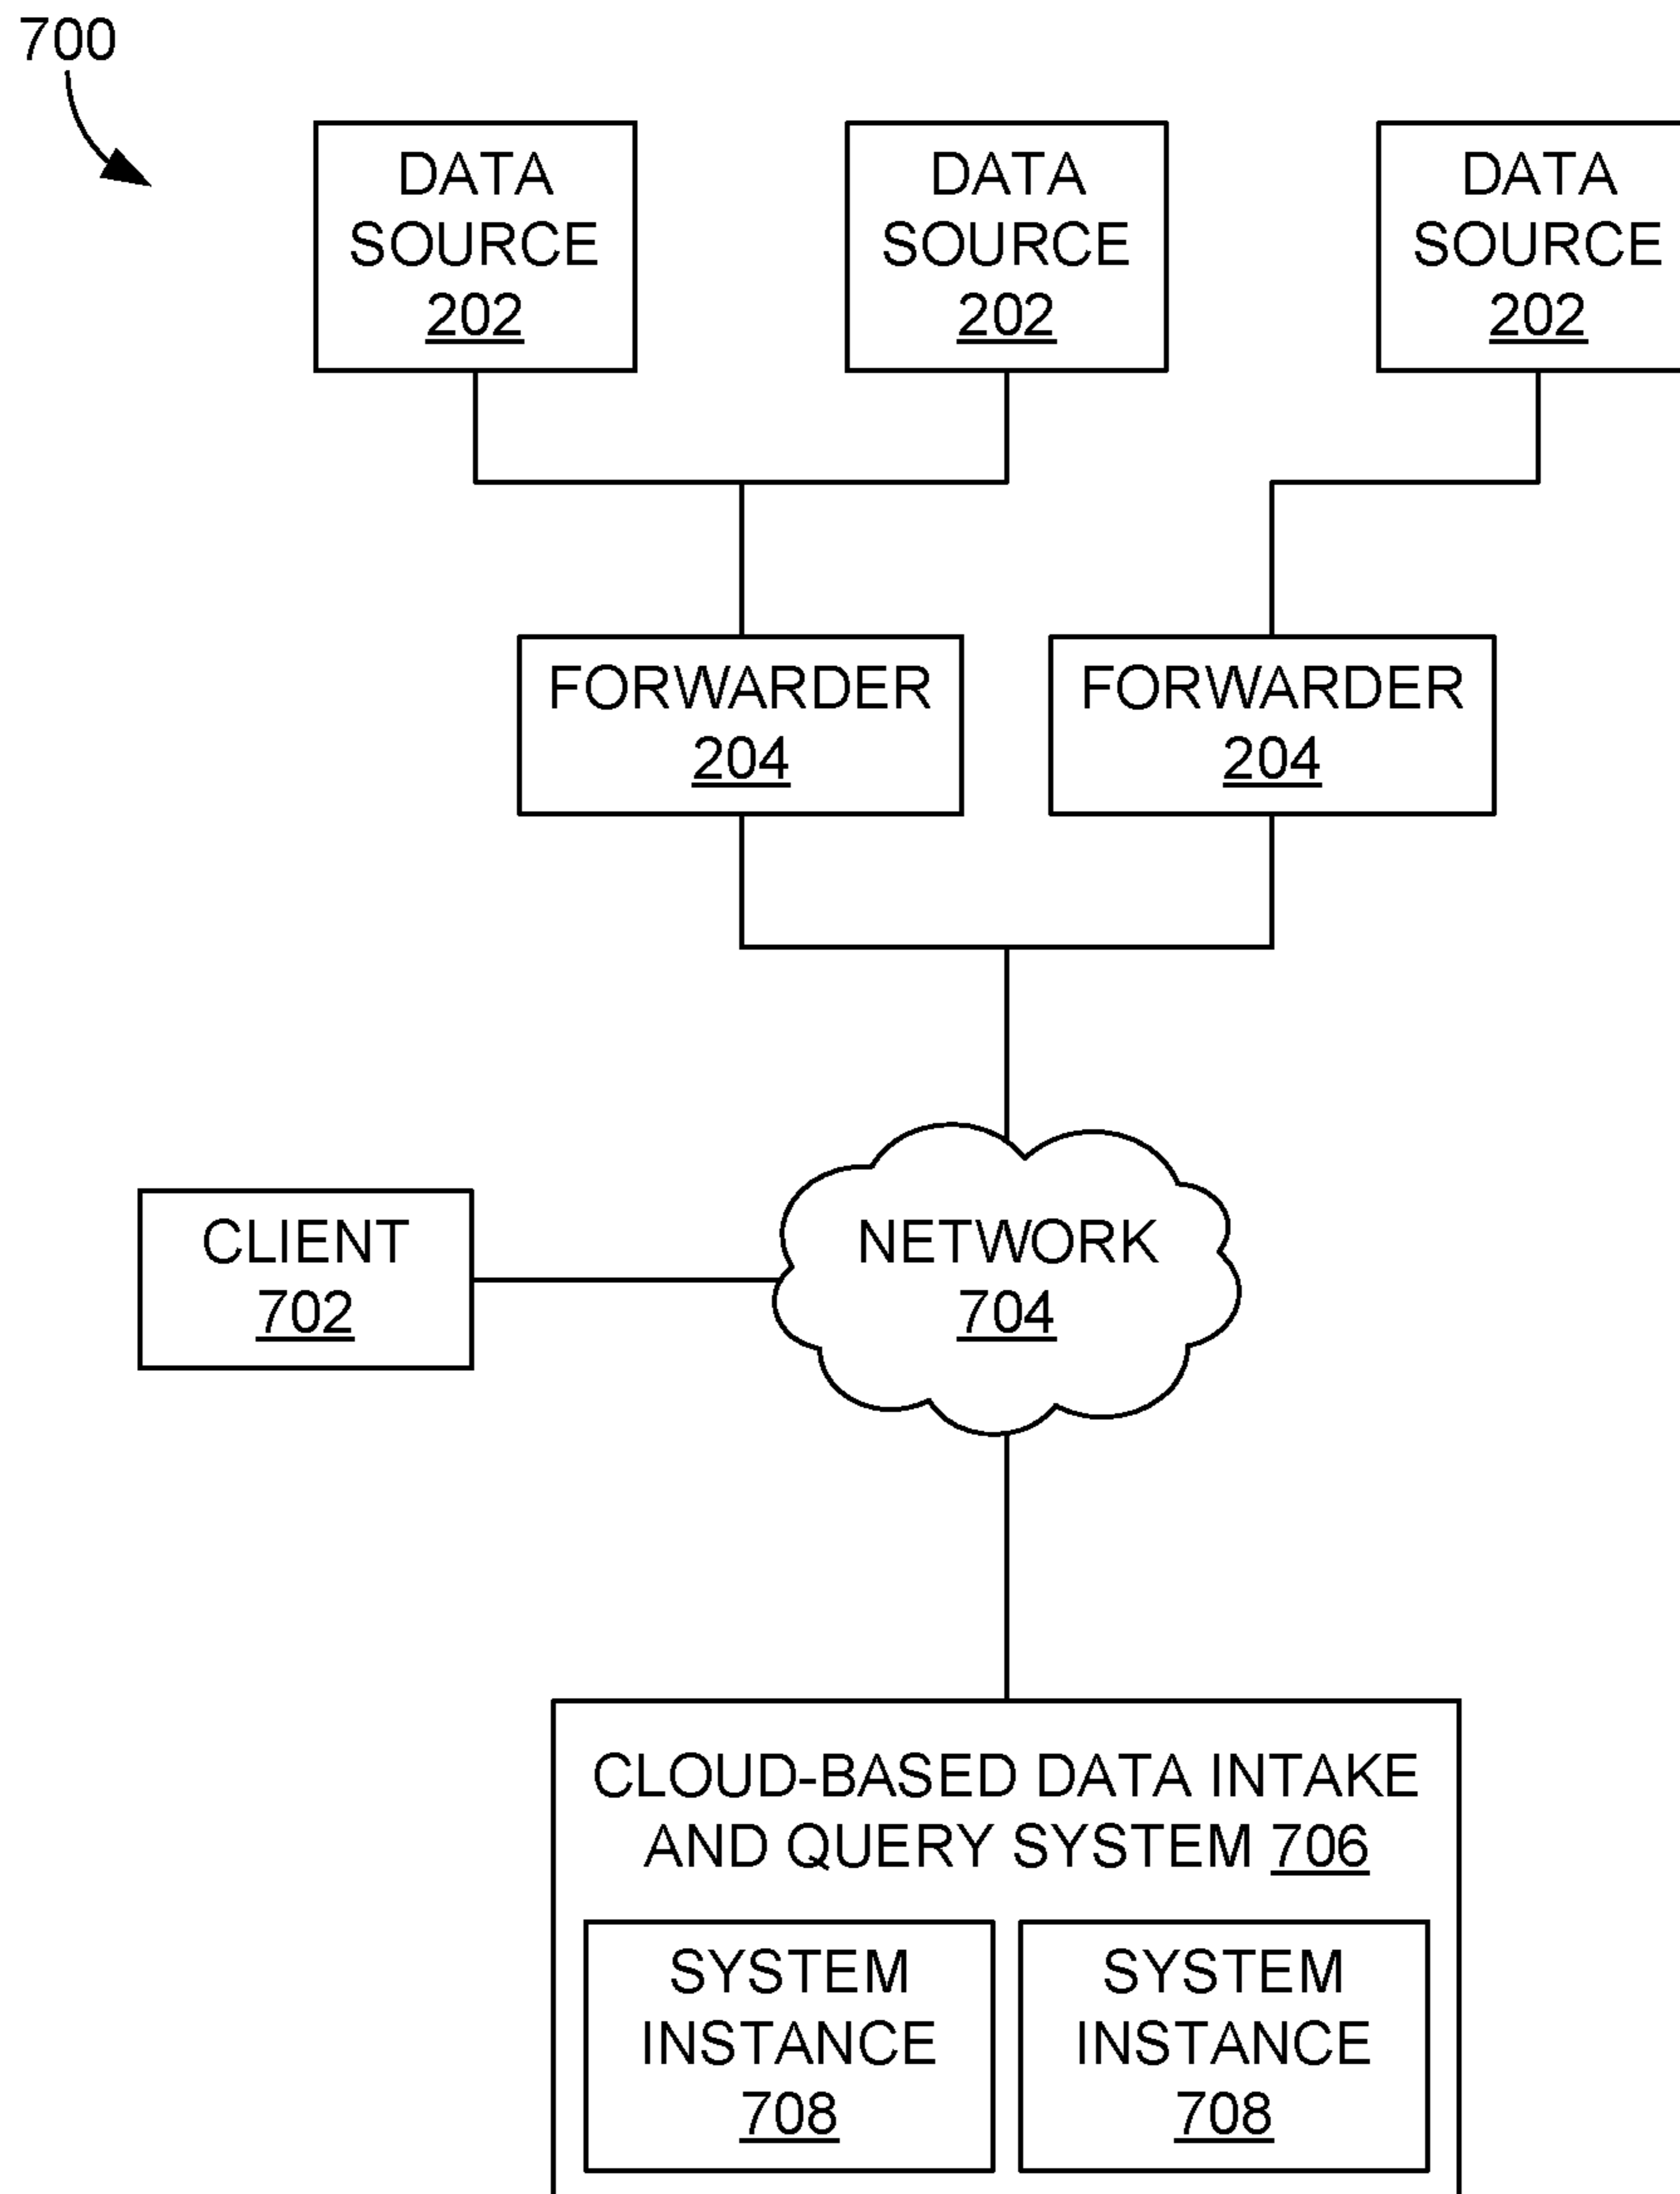 700
DATA
SOURCE
202
DATA
SOURCE
202
DATA
SOURCE
202
FORWARDER
204
FORWARDER
204
CLIENT
702
NETWORK
704
CLOUD-BASED DATA INTAKE
AND QUERY SYSTEM 706
SYSTEM
INSTANCE
708
SYSTEM
INSTANCE
708